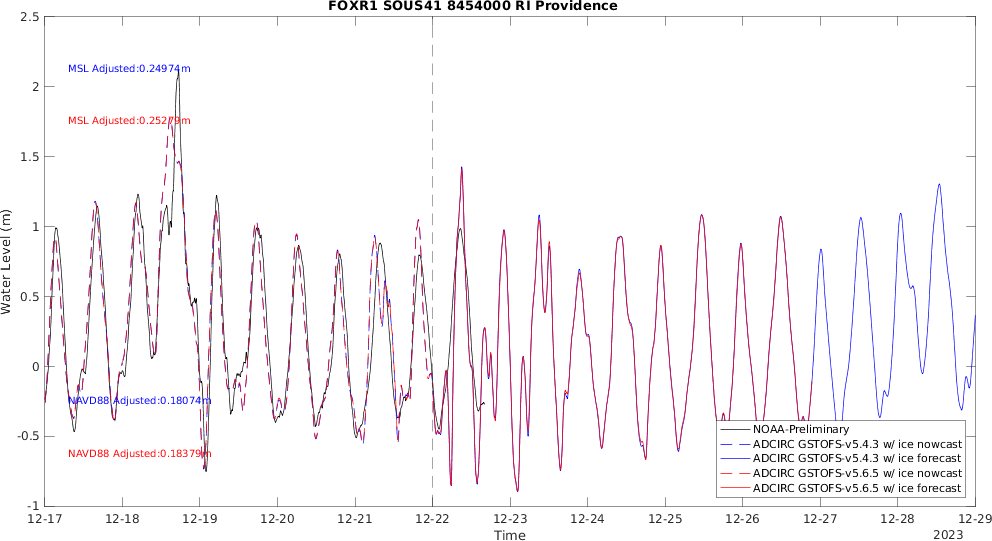 FOXR1 SOUS41 8454000 RI Providence
2.5
2
1.5
1
0.5
0
-0.5
-1
Water Level (m)
MSL Adjusted:0.24974m
MSL Adjusted:0.25279m
NAVD88 Adjusted:0.18074m
NAVD88 Adjusted:0.18379m
NOAA-Preliminary
ADCIRC GSTOFS-v5.4.3 w/ ice nowcast
ADCIRC GSTOFS-v5.4.3 w/ ice forecast
ADCIRC GSTOFS-v5.6.5 w/ ice nowcast
ADCIRC GSTOFS-v5.6.5 w/ ice forecast
12-17 12-18 12-19 12-20 12-21 12-22 12-23 12-24 12-25 12-26 12-27 12-28 12-29
Time
2023